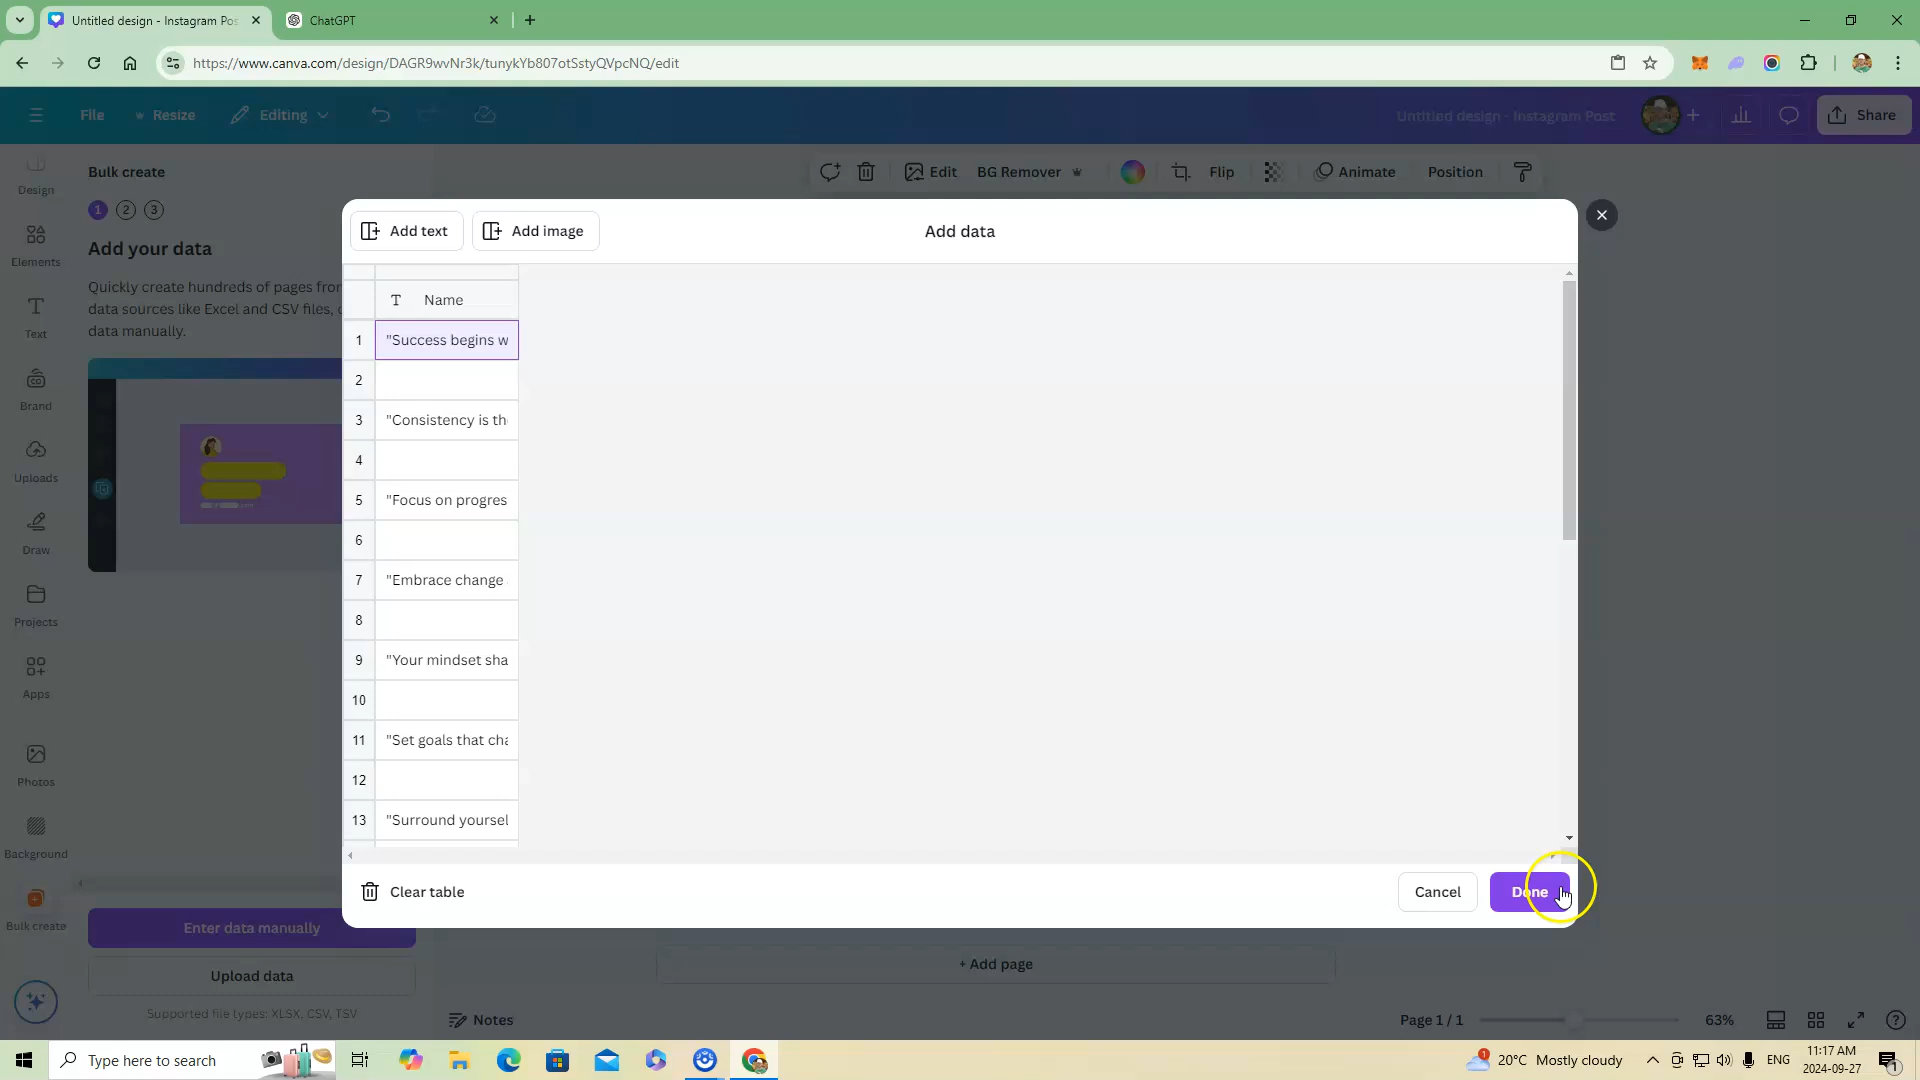 Untitled design - Instagram Pos
ChatGPT
https://www.canva.com/design/DAGR9wvNr3k/tunykYb807otSstyQVpcNQ/edit
File
Resize
Editing
Untitled design - Instagram Post
Share
Design
Elements
Text
Brand
Uploads
Draw
Projects
Apps
Photos
Background
Bulk create
Bulk create
1 2 3
Add your data
Quickly create hundreds of pages from
data sources like Excel and CSV files,
data manually.
Enter data manually
Upload data
Supported file types: XLSX, CSV, TSV
Edit
BG Remover
Flip
Animate
Position
Add text
Add image
Add data
T Name
1 "Success begins w
2
3 "Consistency is the
4
5 "Focus on progres
6
7 "Embrace change
8
9 "Your mindset sha
10
11 "Set goals that cha
12
13 "Surround yoursel
Clear table
Cancel
Done
+ Add page
Notes
Page 1 / 1
63%
Type here to search
1
20°C Mostly cloudy
ENG
11:17 AM
2024-09-27
1